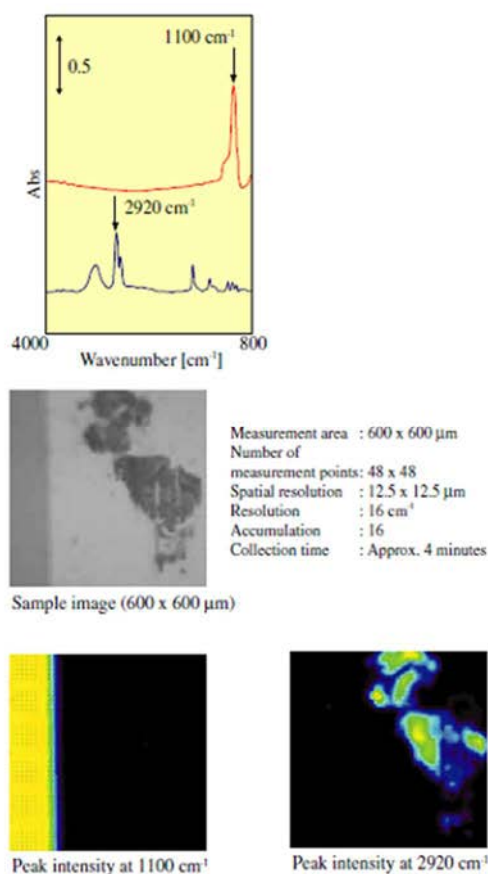 1100 cm⁻¹
0.5
Abs
2920 cm⁻¹
4000
800
Wavenumber [cm⁻¹]
Measurement area : 600 x 600 µm
Number of
measurement points: 48 x 48
Spatial resolution : 12.5 x 12.5 µm
Resolution : 16 cm⁻¹
Accumulation : 16
Collection time : Approx. 4 minutes
Sample image (600 x 600 µm)
Peak intensity at 1100 cm⁻¹
Peak intensity at 2920 cm⁻¹